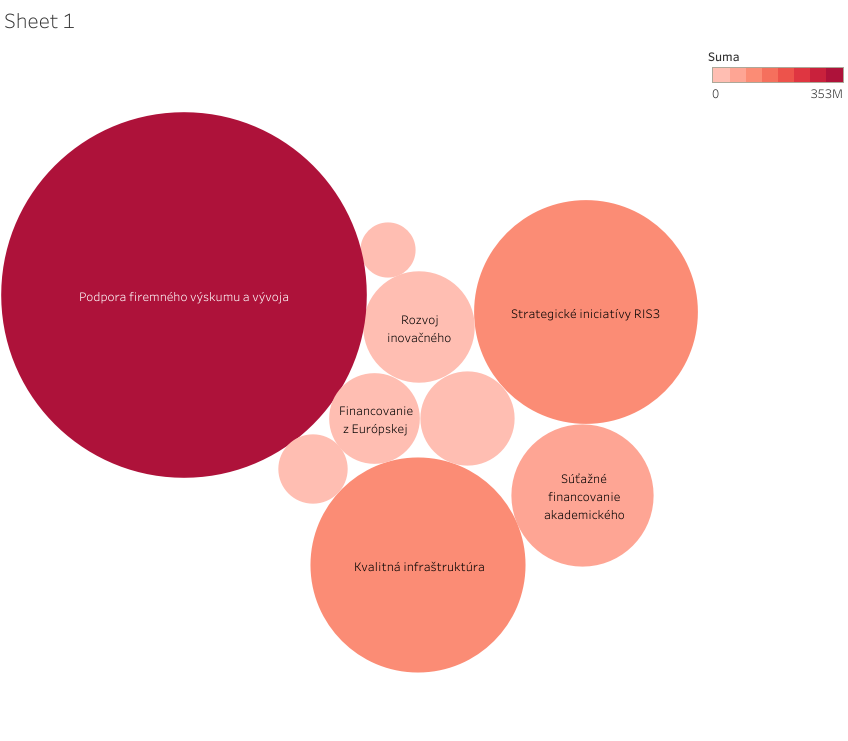 Sheet 1
Suma
0
353M
Podpora firemného výskumu a vývoja
Rozvoj
inovačného
Strategické iniciatívy RIS3
Financovanie
z Európskej
Súťažné
financovanie
akademického
Kvalitná infraštruktúra